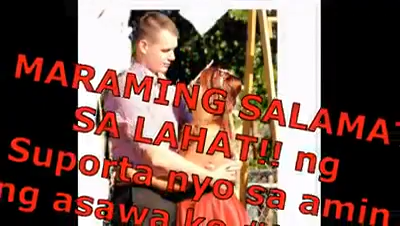 MARAMING SALAMAT
SA LAHAT!! ng
Suporta nyo sa amin
ng asawa ko